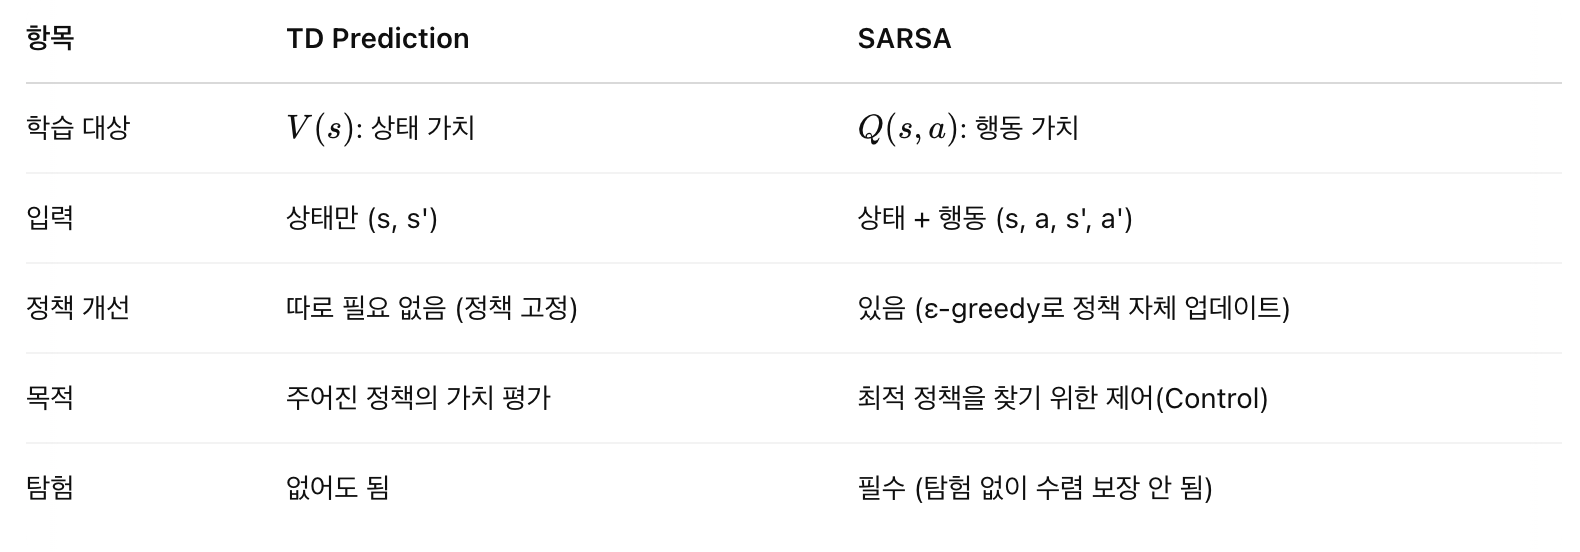 항목 TD Prediction SARSA
학습 대상 V(s): 상태 가치 Q(s, a): 행동 가치
입력 상태만 (s, s') 상태 + 행동 (s, a, s', a')
정책 개선 따로 필요 없음 (정책 고정) 있음 (ε-greedy로 정책 자체 업데이트)
목적 주어진 정책의 가치 평가 최적 정책을 찾기 위한 제어(Control)
탐험 없어도 됨 필수 (탐험 없이 수렴 보장 안 됨)